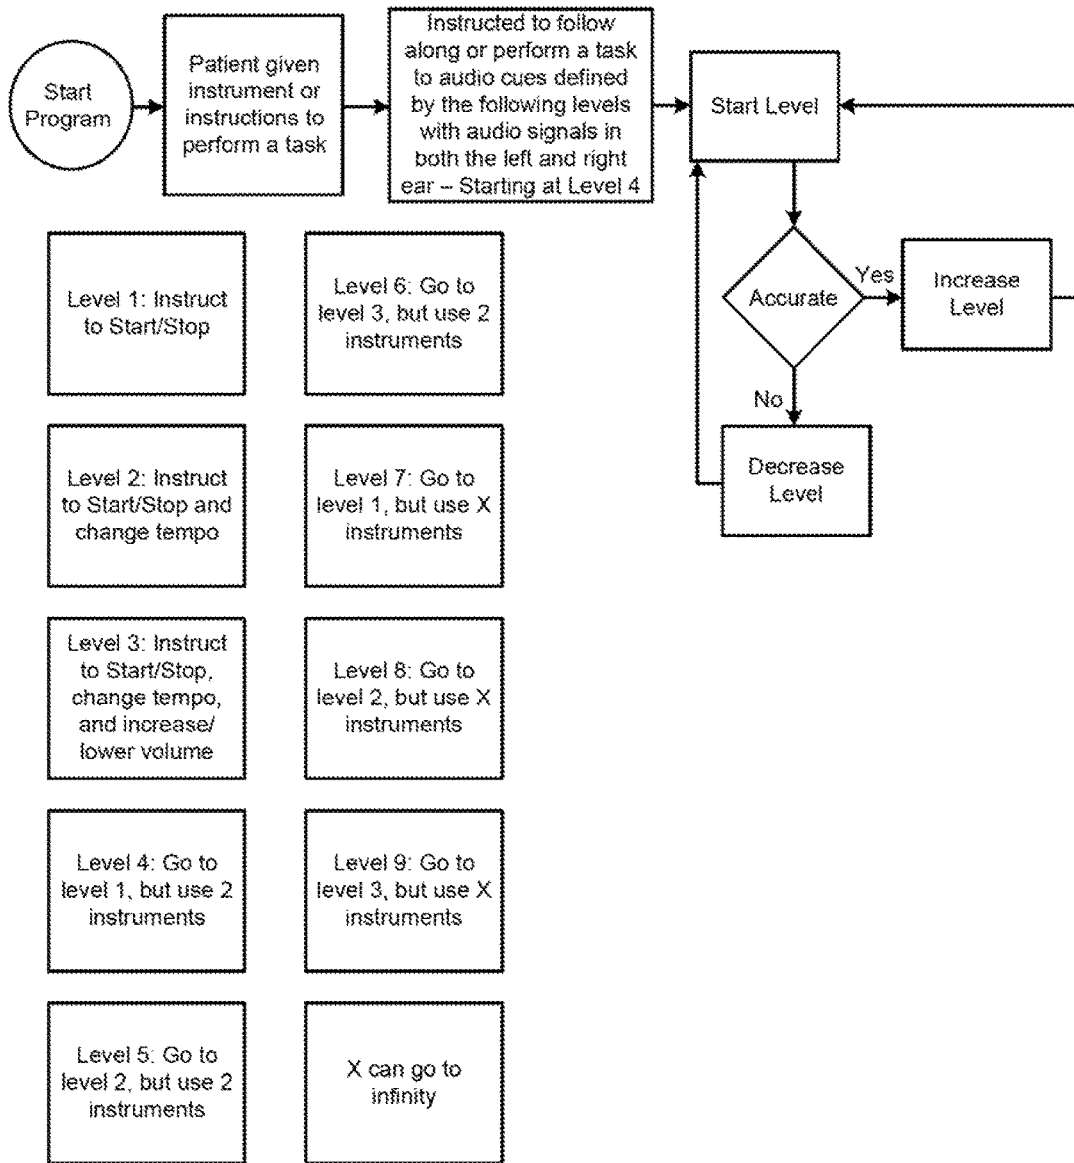 Start
Program
Patient given
instrument or
instructions to
perform a task
Instructed to follow
along or perform a task
to audio cues defined
by the following levels
with audio signals in
both the left and right
ear – Starting at Level 4
Start Level
Accurate
Yes
Increase
Level
No
Decrease
Level
Level 1: Instruct
to Start/Stop
Level 2: Instruct
to Start/Stop and
change tempo
Level 3: Instruct
to Start/Stop,
change tempo,
and increase/
lower volume
Level 4: Go to
level 1, but use 2
instruments
Level 5: Go to
level 2, but use 2
instruments
Level 6: Go to
level 3, but use 2
instruments
Level 7: Go to
level 1, but use X
instruments
Level 8: Go to
level 2, but use X
instruments
Level 9: Go to
level 3, but use X
instruments
X can go to
infinity